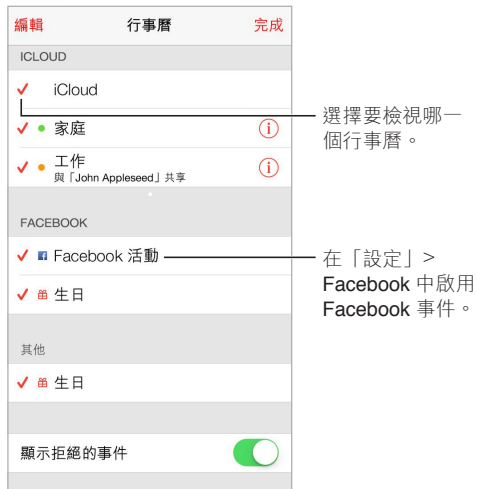 編輯 行事曆 完成
ICLOUD
iCloud
家庭
工作
與「John Appleseed」共享
選擇要檢視哪一
個行事曆。
FACEBOOK
Facebook 活動
生日
在「設定」>
Facebook 中啟用
Facebook 事件。
其他
生日
顯示拒絕的事件